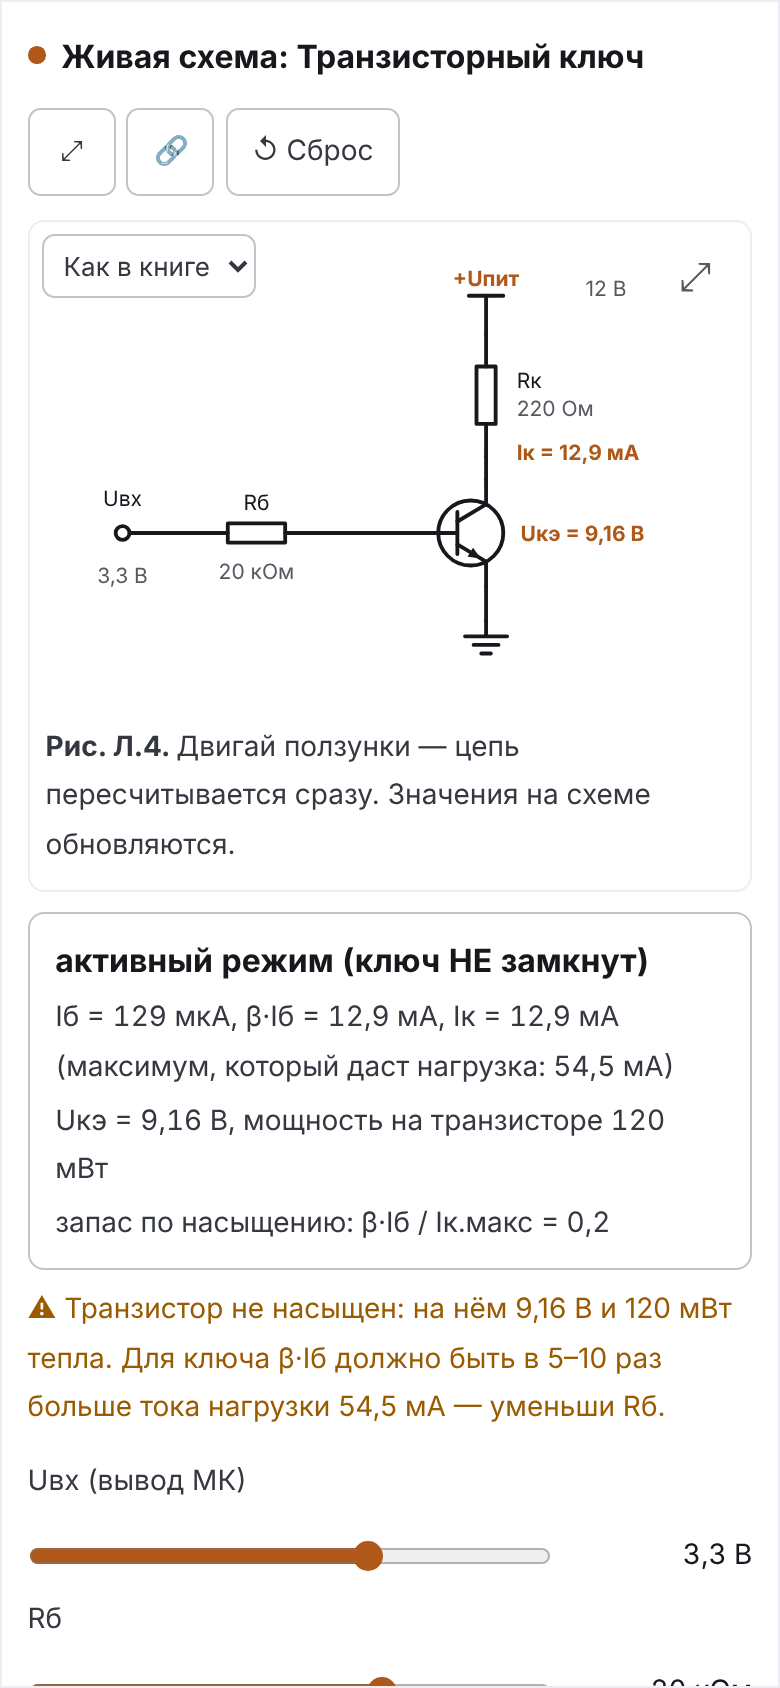 Живая схема: Транзисторный ключ
Сброс
Как в книге
+Uпит
12 В
Rк
220 Ом
Iк = 12,9 мА
Uвх
Rб
Uкэ = 9,16 В
3,3 В
20 кОм
Рис. Л.4. Двигай ползунки — цепь
пересчитывается сразу. Значения на схеме
обновляются.
активный режим (ключ НЕ замкнут)
Iб = 129 мкА, β·Iб = 12,9 мА, Iк = 12,9 мА
(максимум, который даст нагрузка: 54,5 мА)
Uкэ = 9,16 В, мощность на транзисторе 120
мВт
запас по насыщению: β·Iб / Iк.макс = 0,2
⚠ Транзистор не насыщен: на нём 9,16 В и 120 мВт
тепла. Для ключа β·Iб должно быть в 5–10 раз
больше тока нагрузки 54,5 мА — уменьши Rб.
Uвх (вывод МК)
3,3 В
Rб